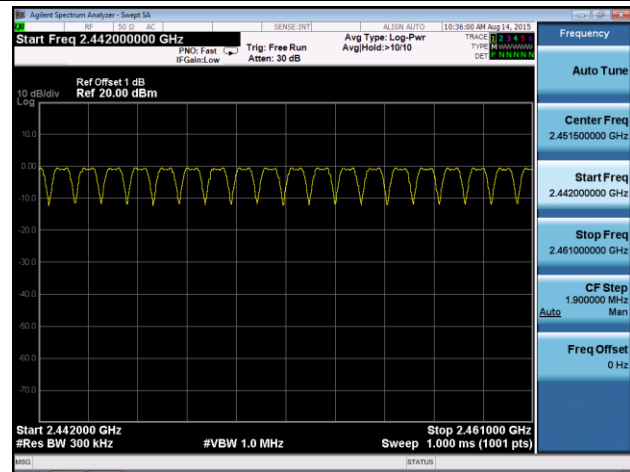 Agilent Spectrum Analyzer - Swept SA
RF 50 Ω AC SENSE:INT ALIGN AUTO 10:36:00 AM Aug 14, 2015
Start Freq 2.442000000 GHz
PNO: Fast
IFGain:Low
Trig: Free Run
Atten: 30 dB
Avg Type: Log-Pwr
Avg|Hold:>10/10
TRACE 1 2 3 4 5 6
TYPE M WWWWW
DET P N N N N N
Ref Offset 1 dB
10 dB/div Ref 20.00 dBm
Log
10.0
0.00
-10.0
-20.0
-30.0
-40.0
-50.0
-60.0
-70.0
Start 2.442000 GHz Stop 2.461000 GHz
#Res BW 300 kHz #VBW 1.0 MHz Sweep 1.000 ms (1001 pts)
MSG STATUS
Frequency
Auto Tune
Center Freq
2.451500000 GHz
Start Freq
2.442000000 GHz
Stop Freq
2.461000000 GHz
CF Step
1.900000 MHz
Auto Man
Freq Offset
0 Hz